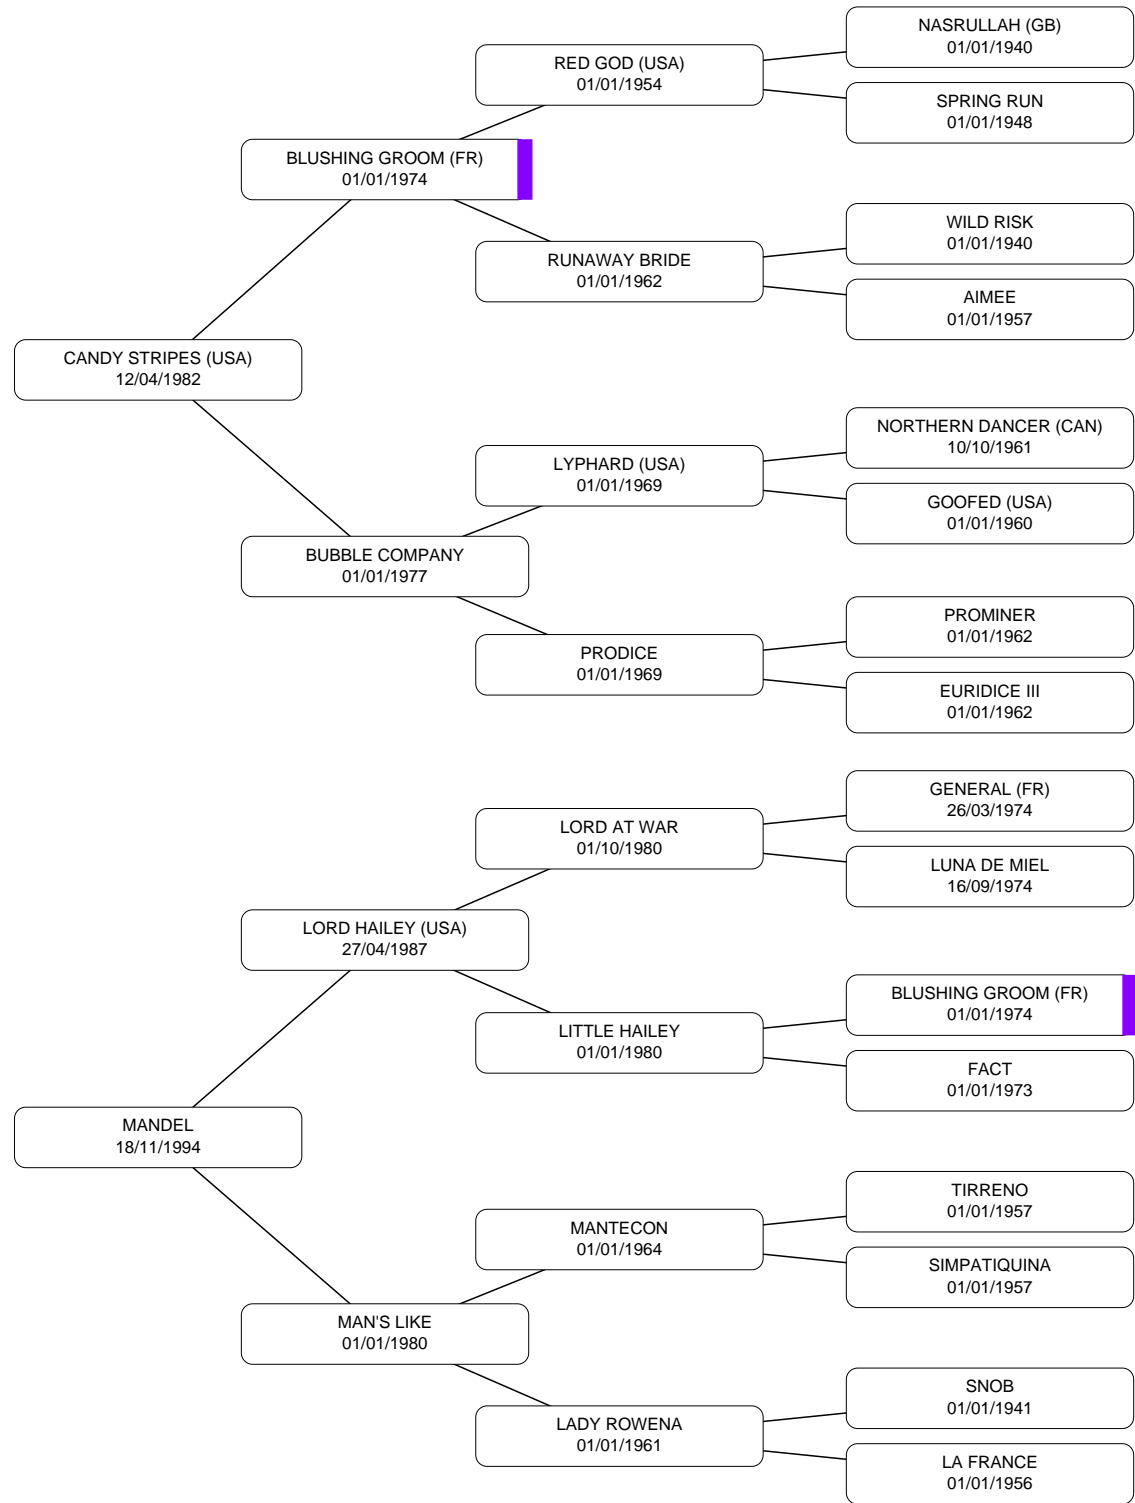 NASRULLAH (GB)
01/01/1940
RED GOD (USA)
01/01/1954
SPRING RUN
01/01/1948
BLUSHING GROOM (FR)
01/01/1974
WILD RISK
01/01/1940
RUNAWAY BRIDE
01/01/1962
AIMEE
01/01/1957
CANDY STRIPES (USA)
12/04/1982
NORTHERN DANCER (CAN)
10/10/1961
LYPHARD (USA)
01/01/1969
GOOFED (USA)
01/01/1960
BUBBLE COMPANY
01/01/1977
PROMINER
01/01/1962
PRODICE
01/01/1969
EURIDICE III
01/01/1962
GENERAL (FR)
26/03/1974
LORD AT WAR
01/10/1980
LUNA DE MIEL
16/09/1974
LORD HAILEY (USA)
27/04/1987
BLUSHING GROOM (FR)
01/01/1974
LITTLE HAILEY
01/01/1980
FACT
01/01/1973
MANDEL
18/11/1994
TIRRENO
01/01/1957
MANTECON
01/01/1964
SIMPATIQUINA
01/01/1957
MAN'S LIKE
01/01/1980
SNOB
01/01/1941
LADY ROWENA
01/01/1961
LA FRANCE
01/01/1956